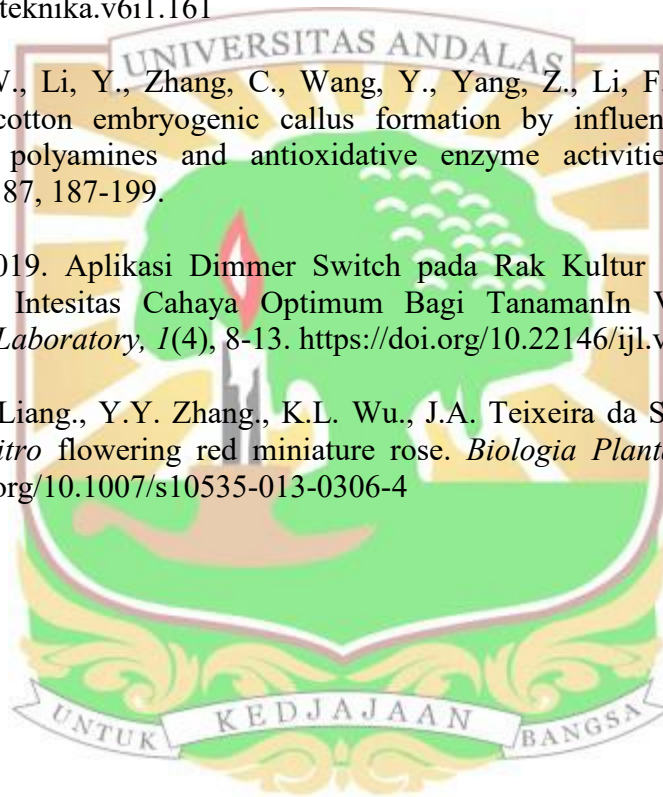 teknika.v6i1.161
UNIVERSITAS ANDALAS
W., Li, Y., Zhang, C., Wang, Y., Yang, Z., Li, F.
cotton embryogenic callus formation by influen
polyamines and antioxidative enzyme activitie
87, 187-199.
019. Aplikasi Dimmer Switch pada Rak Kultur
Intesitas Cahaya Optimum Bagi TanamanIn V
Laboratory, 1(4), 8-13. https://doi.org/10.22146/ijl.v
Liang., Y.Y. Zhang., K.L. Wu., J.A. Teixeira da S
itro flowering red miniature rose. Biologia Planta
org/10.1007/s10535-013-0306-4
UNTUK KEDJAJAAN BANGSA